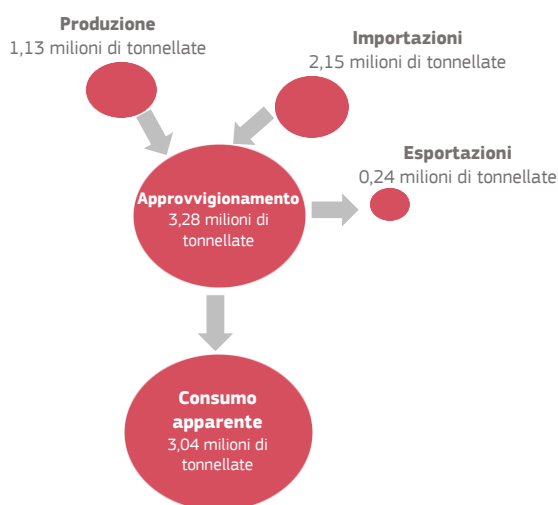 Produzione
1,13 milioni di tonnellate
Importazioni
2,15 milioni di tonnellate
Esportazioni
0,24 milioni di tonnellate
Approvvigionamento
3,28 milioni di
tonnellate
Consumo
apparente
3,04 milioni di
tonnellate